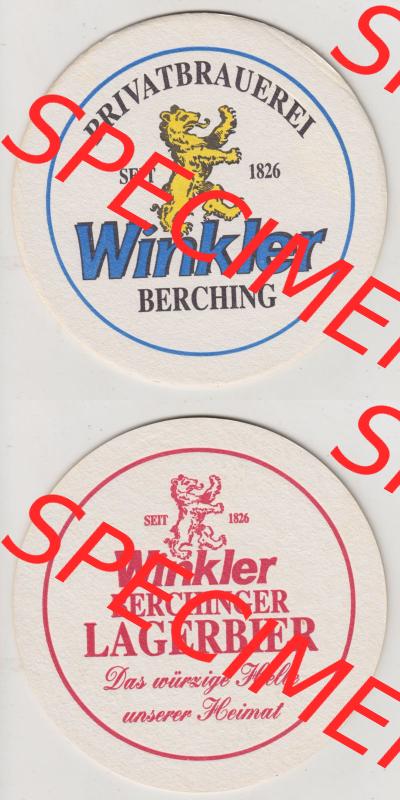 PRIVATBRAUEREI
SEIT 1826
Winkler
BERCHING
SPECIMEN
SEIT 1826
Winkler
BERCHINGER
LAGERBIER
Das würzige Helle
unserer Heimat
SPECIMEN